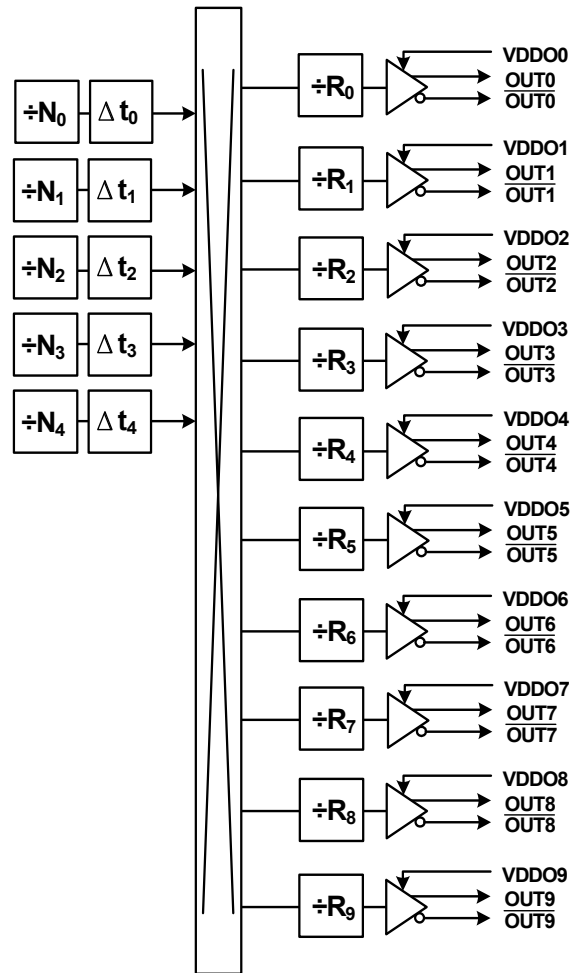 ÷N₀ Δt₀
÷N₁ Δt₁
÷N₂ Δt₂
÷N₃ Δt₃
÷N₄ Δt₄
÷R₀
VDDO0
OUT0
OUT0
÷R₁
VDDO1
OUT1
OUT1
÷R₂
VDDO2
OUT2
OUT2
÷R₃
VDDO3
OUT3
OUT3
÷R₄
VDDO4
OUT4
OUT4
÷R₅
VDDO5
OUT5
OUT5
÷R₆
VDDO6
OUT6
OUT6
÷R₇
VDDO7
OUT7
OUT7
÷R₈
VDDO8
OUT8
OUT8
÷R₉
VDDO9
OUT9
OUT9